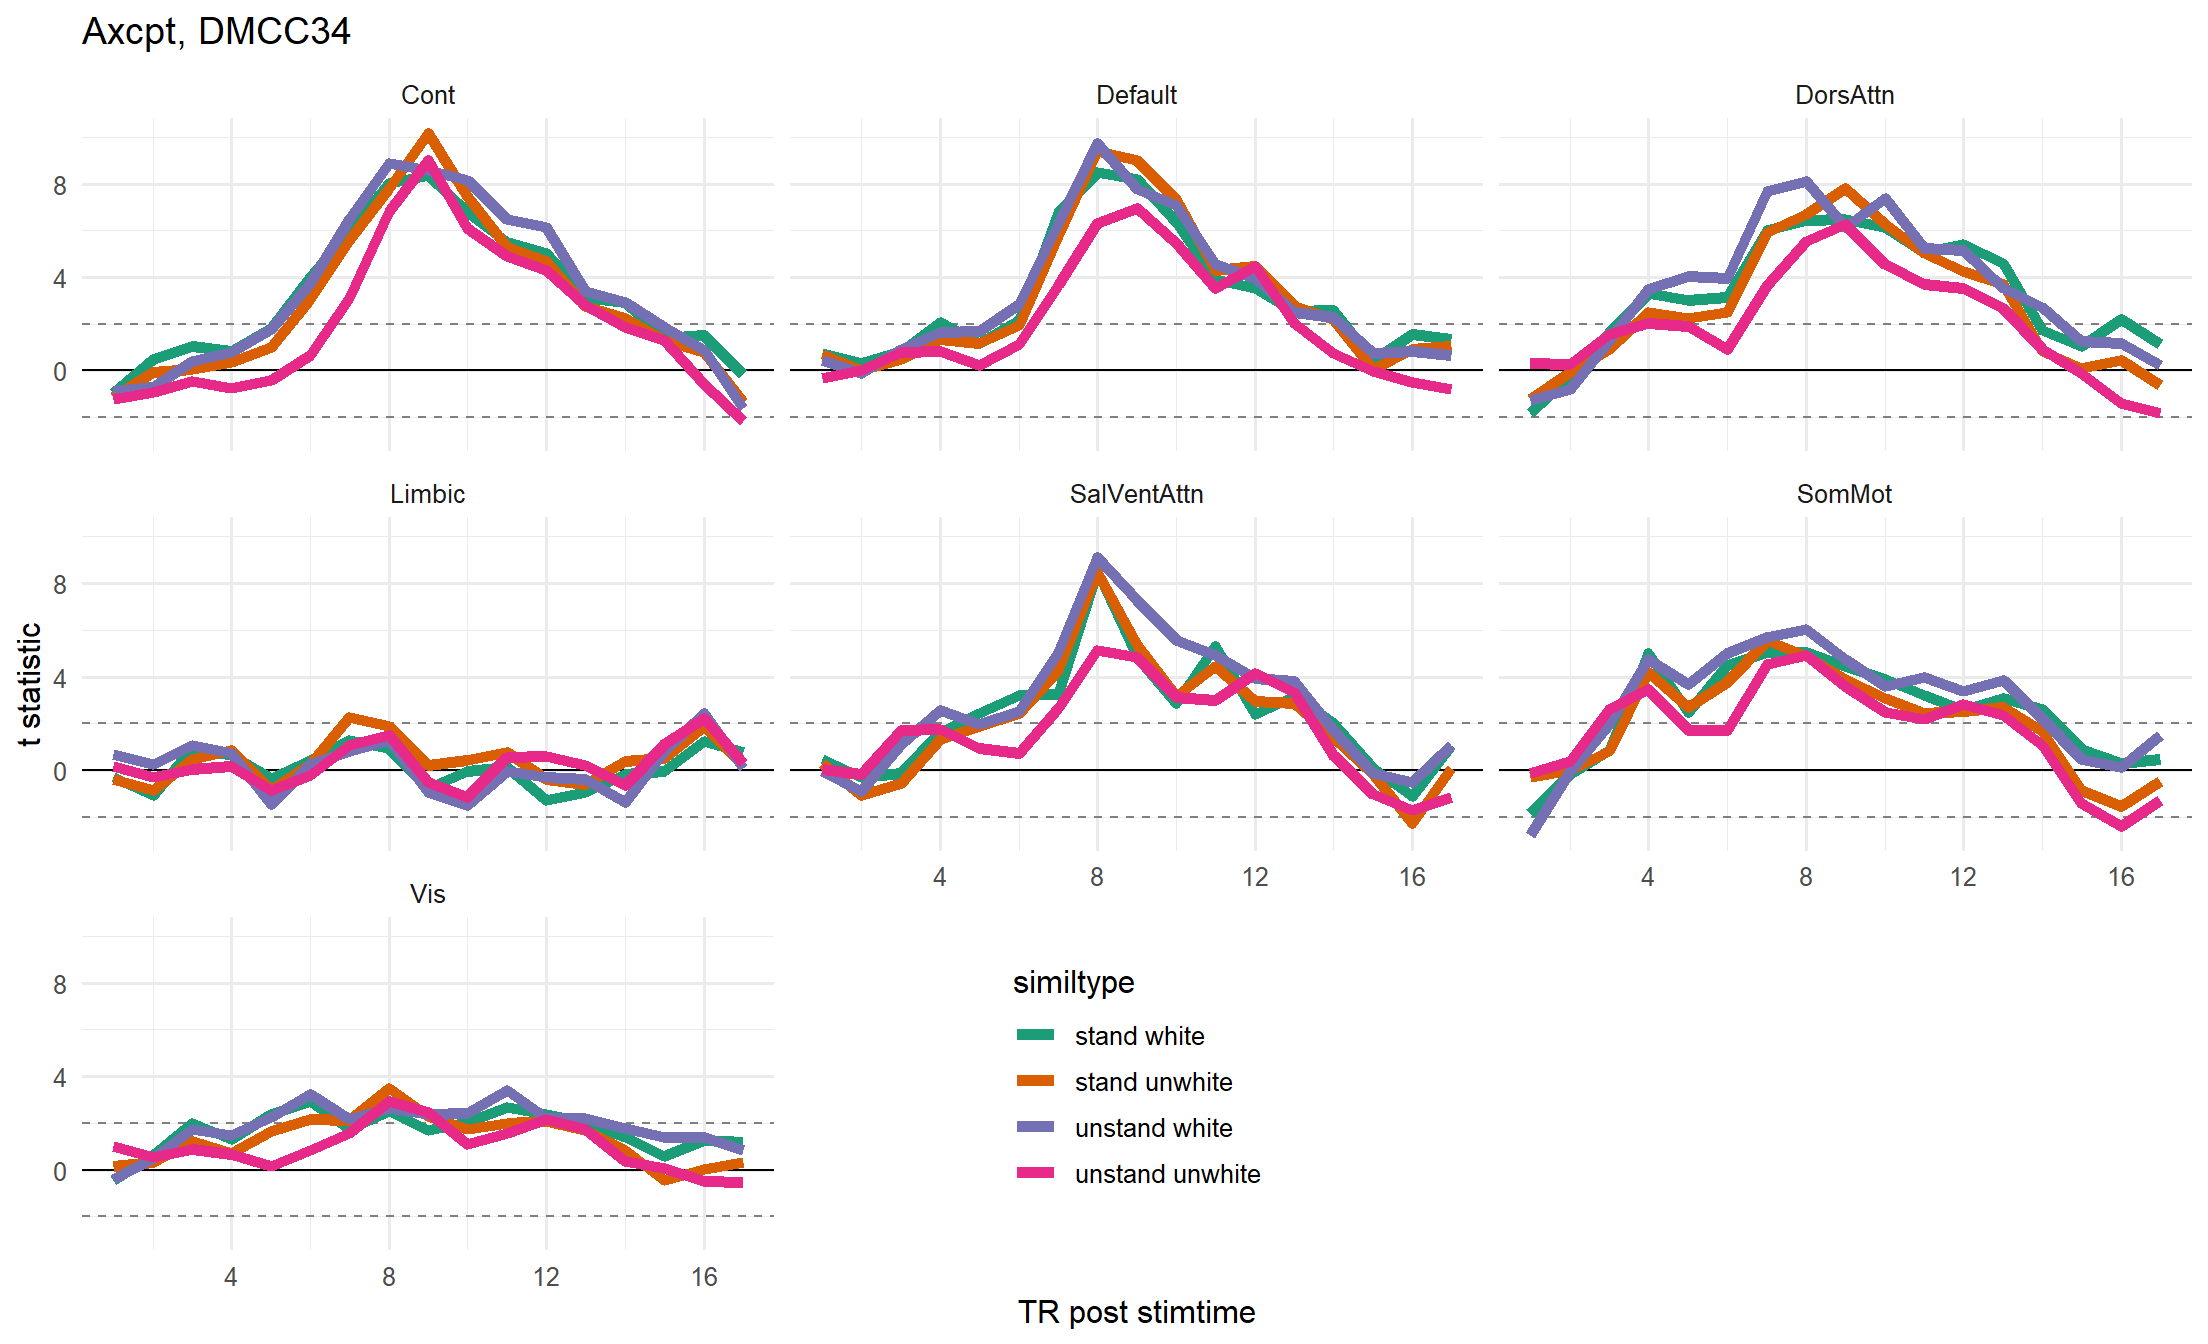 Axcpt, DMCC34
Cont
Default
DorsAttn
8
4
0
Limbic
SalVentAttn
SomMot
8
4
0
t statistic
4 8 12 16
4 8 12 16
Vis
8
4
0
4 8 12 16
similtype
stand white
stand unwhite
unstand white
unstand unwhite
TR post stimtime